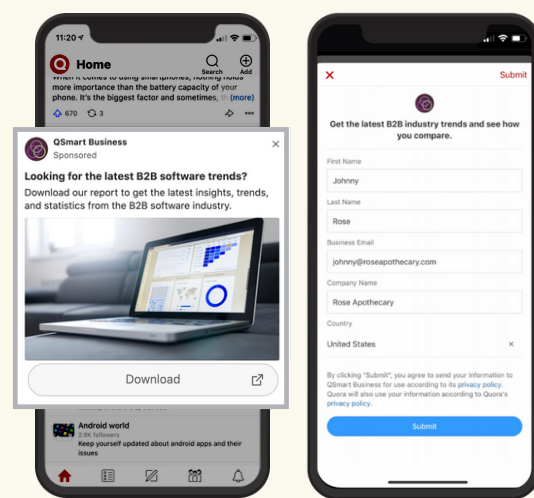 11:20
Home
Search
Add
When it comes to using smartphones, nothing holds
more importance than the battery capacity of your
phone. It's the biggest factor and sometimes, th (more)
670
3
QSmart Business
Sponsored
Looking for the latest B2B software trends?
Download our report to get the latest insights, trends,
and statistics from the B2B software industry.
Download
Android world
2.9K followers
Keep yourself updated about android apps and their
issues
Submit
Get the latest B2B industry trends and see how
you compare.
First Name
Johnny
Last Name
Rose
Business Email
johnny@roseapothecary.com
Company Name
Rose Apothecary
Country
United States
By clicking "Submit", you agree to send your information to
QSmart Business for use according to its privacy policy.
Quora will also use your information according to Quora's
privacy policy.
Submit